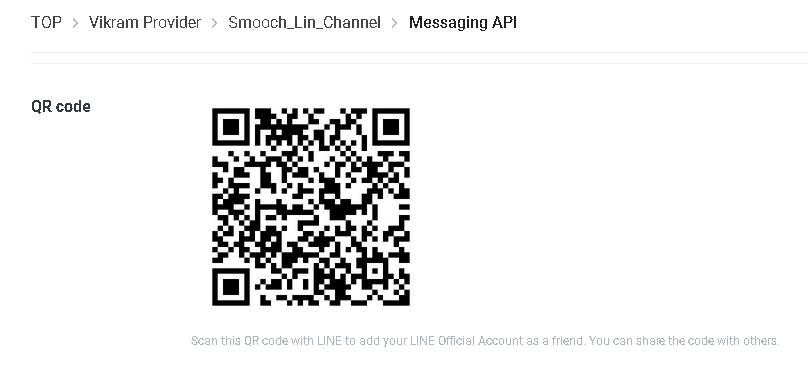 TOP > Vikram Provider > Smooch_Lin_Channel > Messaging API
QR code
Scan this QR code with LINE to add your LINE Official Account as a friend. You can share the code with others.